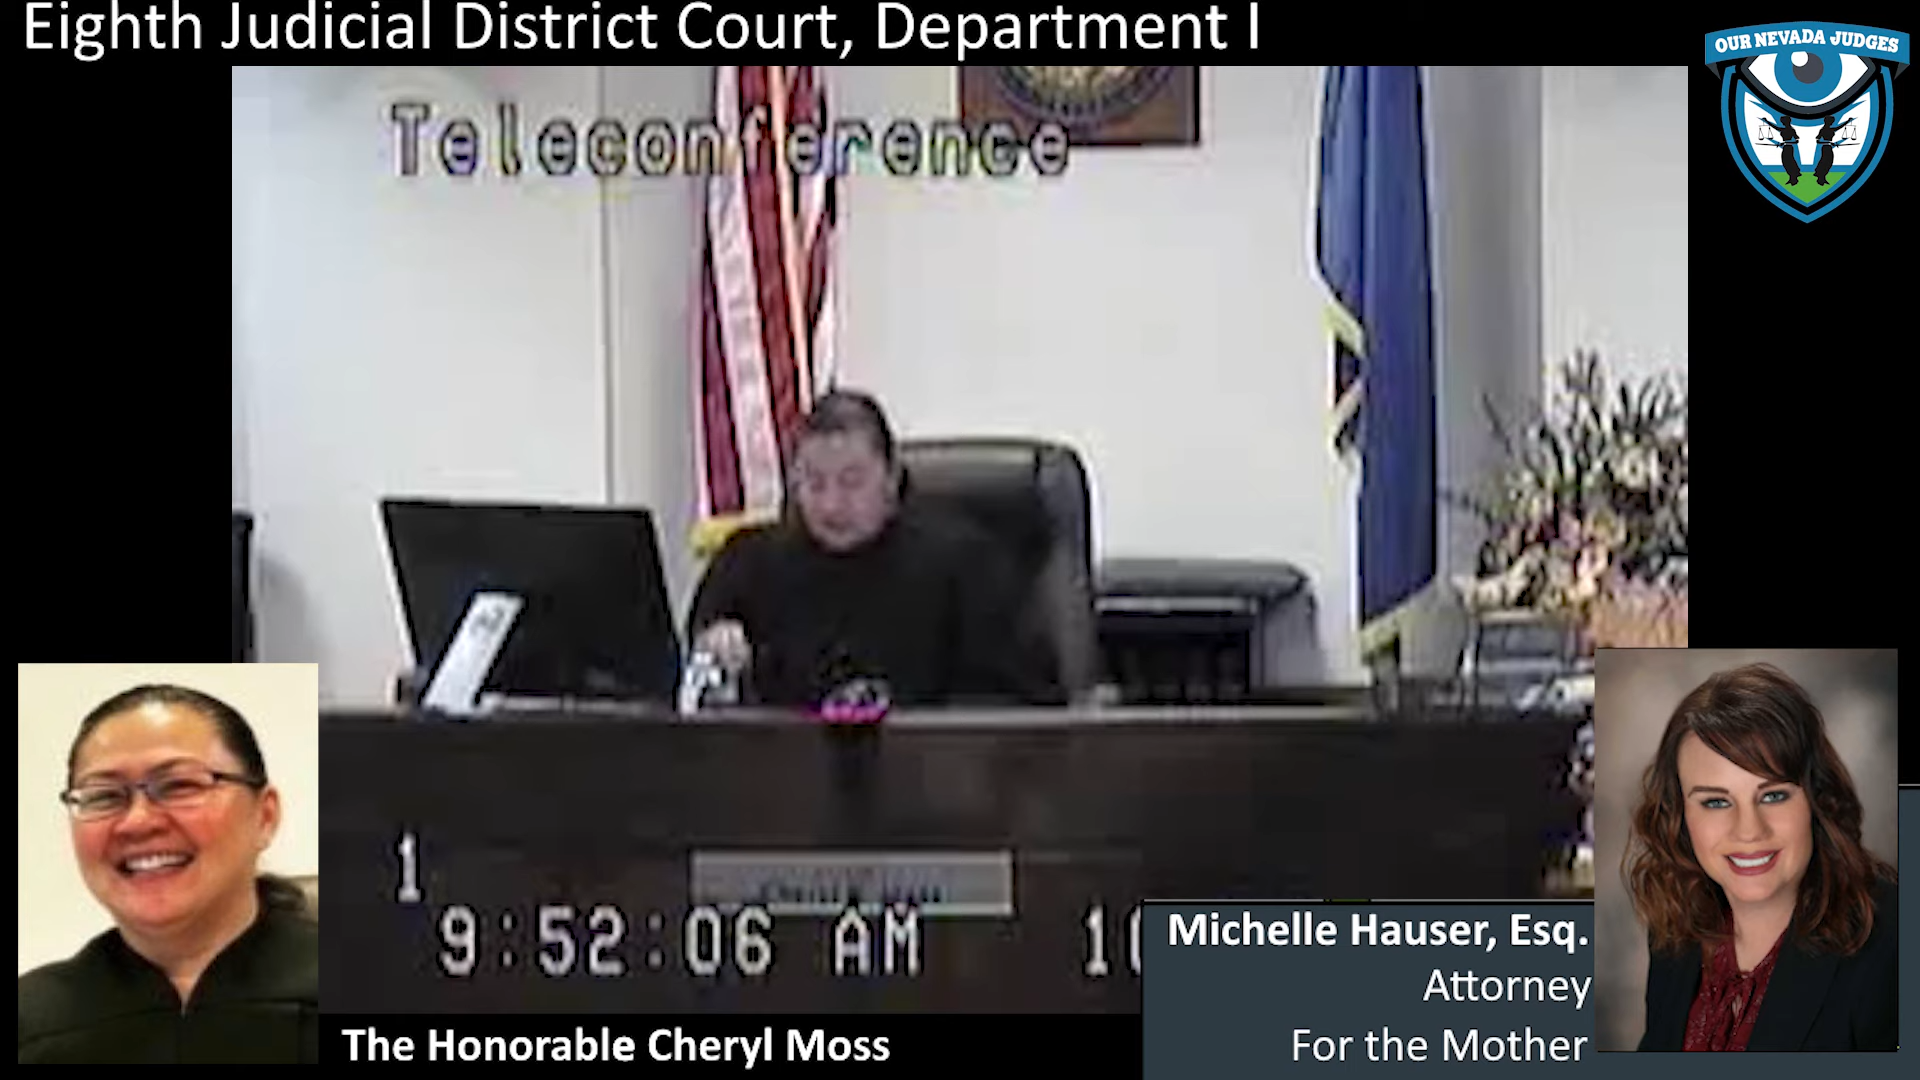 Eighth Judicial District Court, Department I
OUR NEVADA JUDGES
Teleconference
1
9:52:06 AM
10
Michelle Hauser, Esq.
Attorney
For the Mother
The Honorable Cheryl Moss